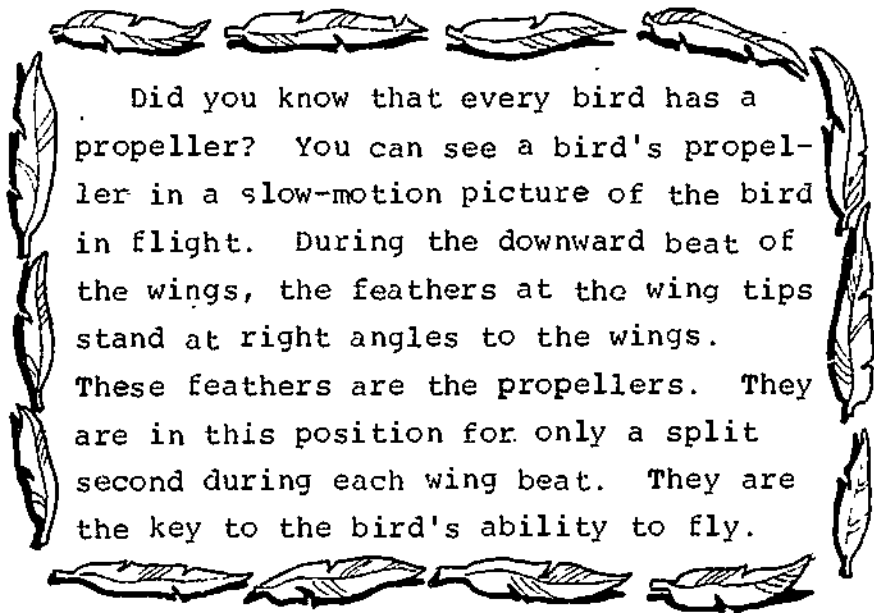 Did you know that every bird has a
propeller? You can see a bird's propel-
ler in a slow-motion picture of the bird
in flight. During the downward beat of
the wings, the feathers at the wing tips
stand at right angles to the wings.
These feathers are the propellers. They
are in this position for only a split
second during each wing beat. They are
the key to the bird's ability to fly.